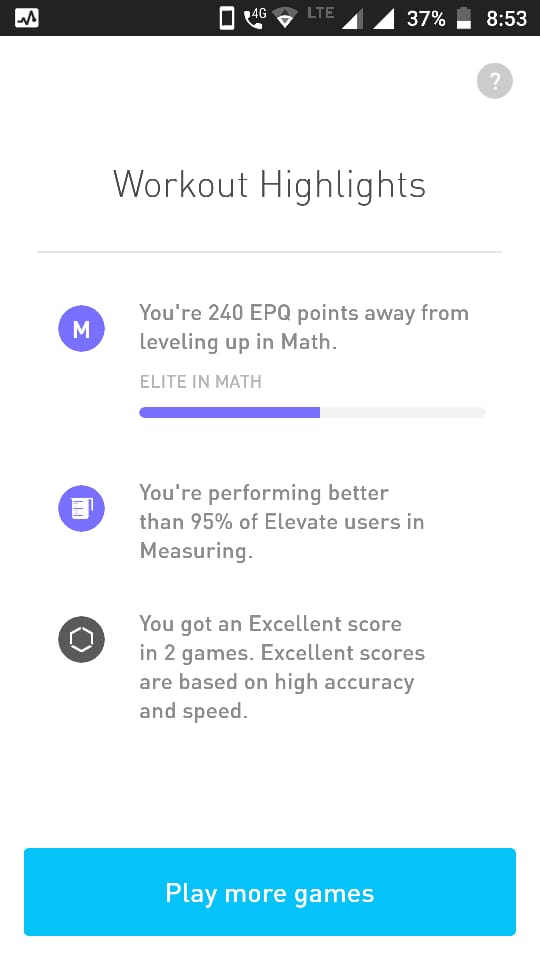 4G LTE 37% 8:53
?
Workout Highlights
M
You're 240 EPQ points away from
leveling up in Math.
ELITE IN MATH
You're performing better
than 95% of Elevate users in
Measuring.
You got an Excellent score
in 2 games. Excellent scores
are based on high accuracy
and speed.
Play more games